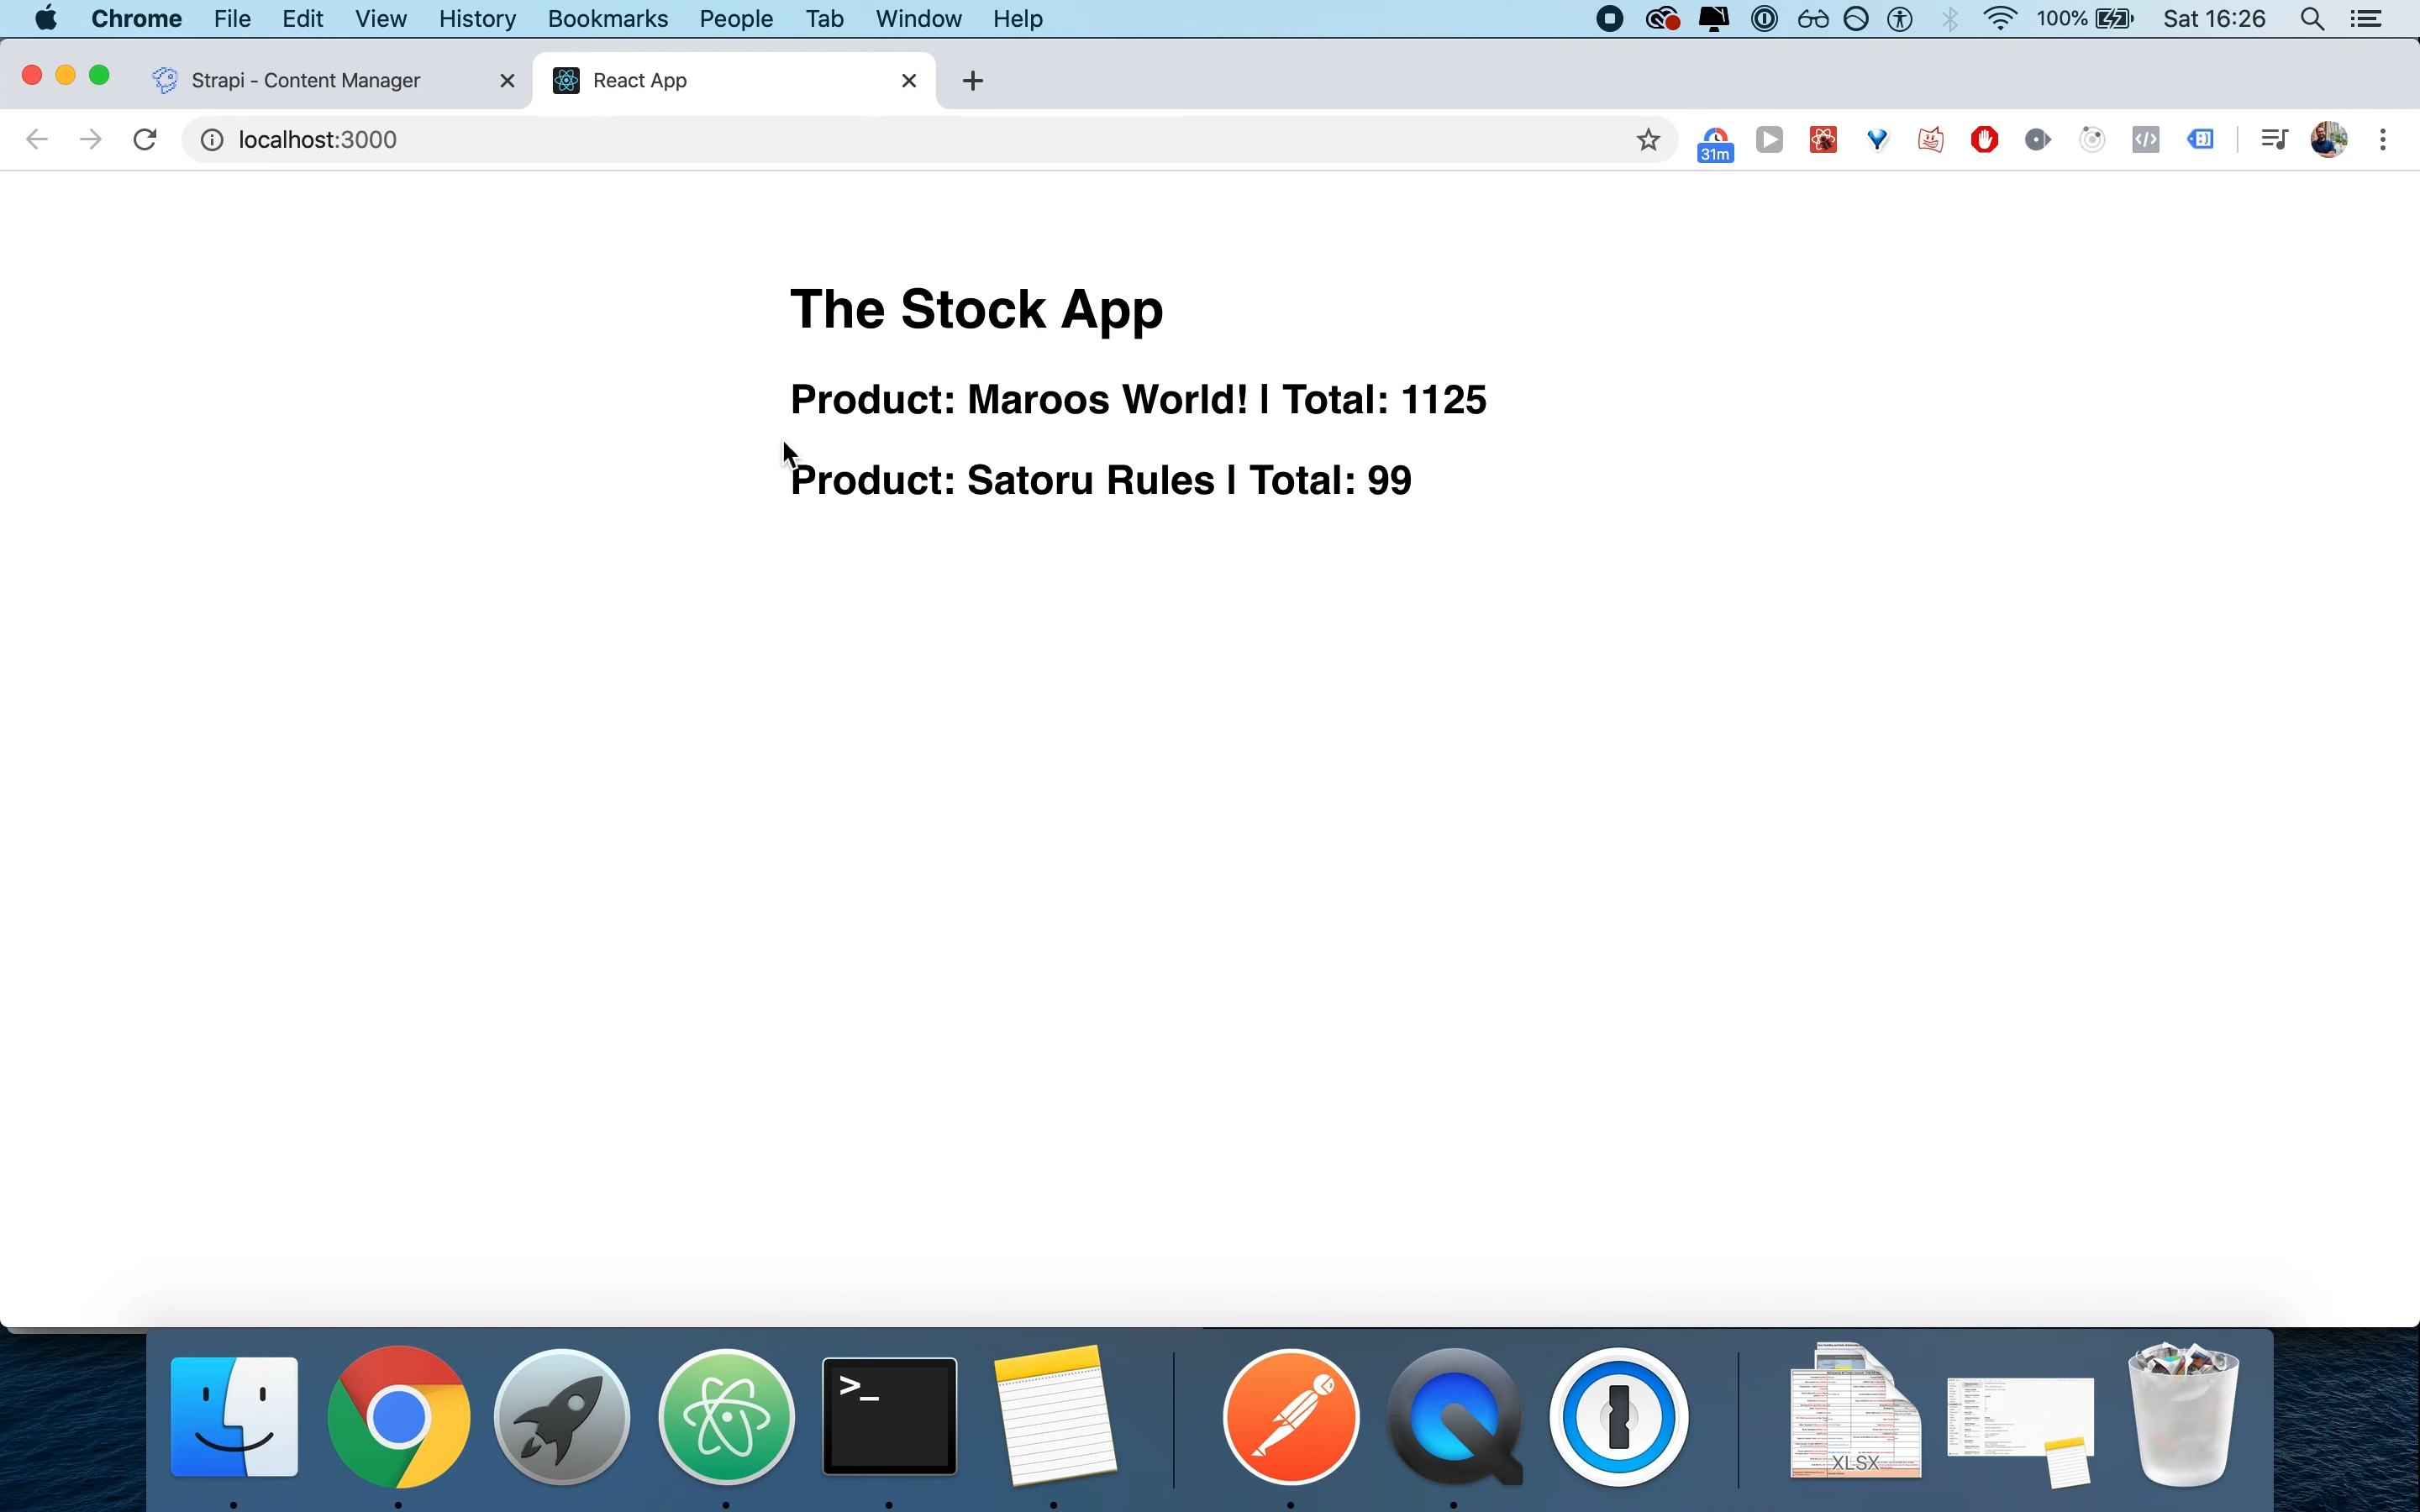 Chrome File Edit View History Bookmarks People Tab Window Help 100% Sat 16:26
Strapi - Content Manager React App
localhost:3000 31m
The Stock App
Product: Maroos World! | Total: 1125
Product: Satoru Rules | Total: 99
>_
XLSX